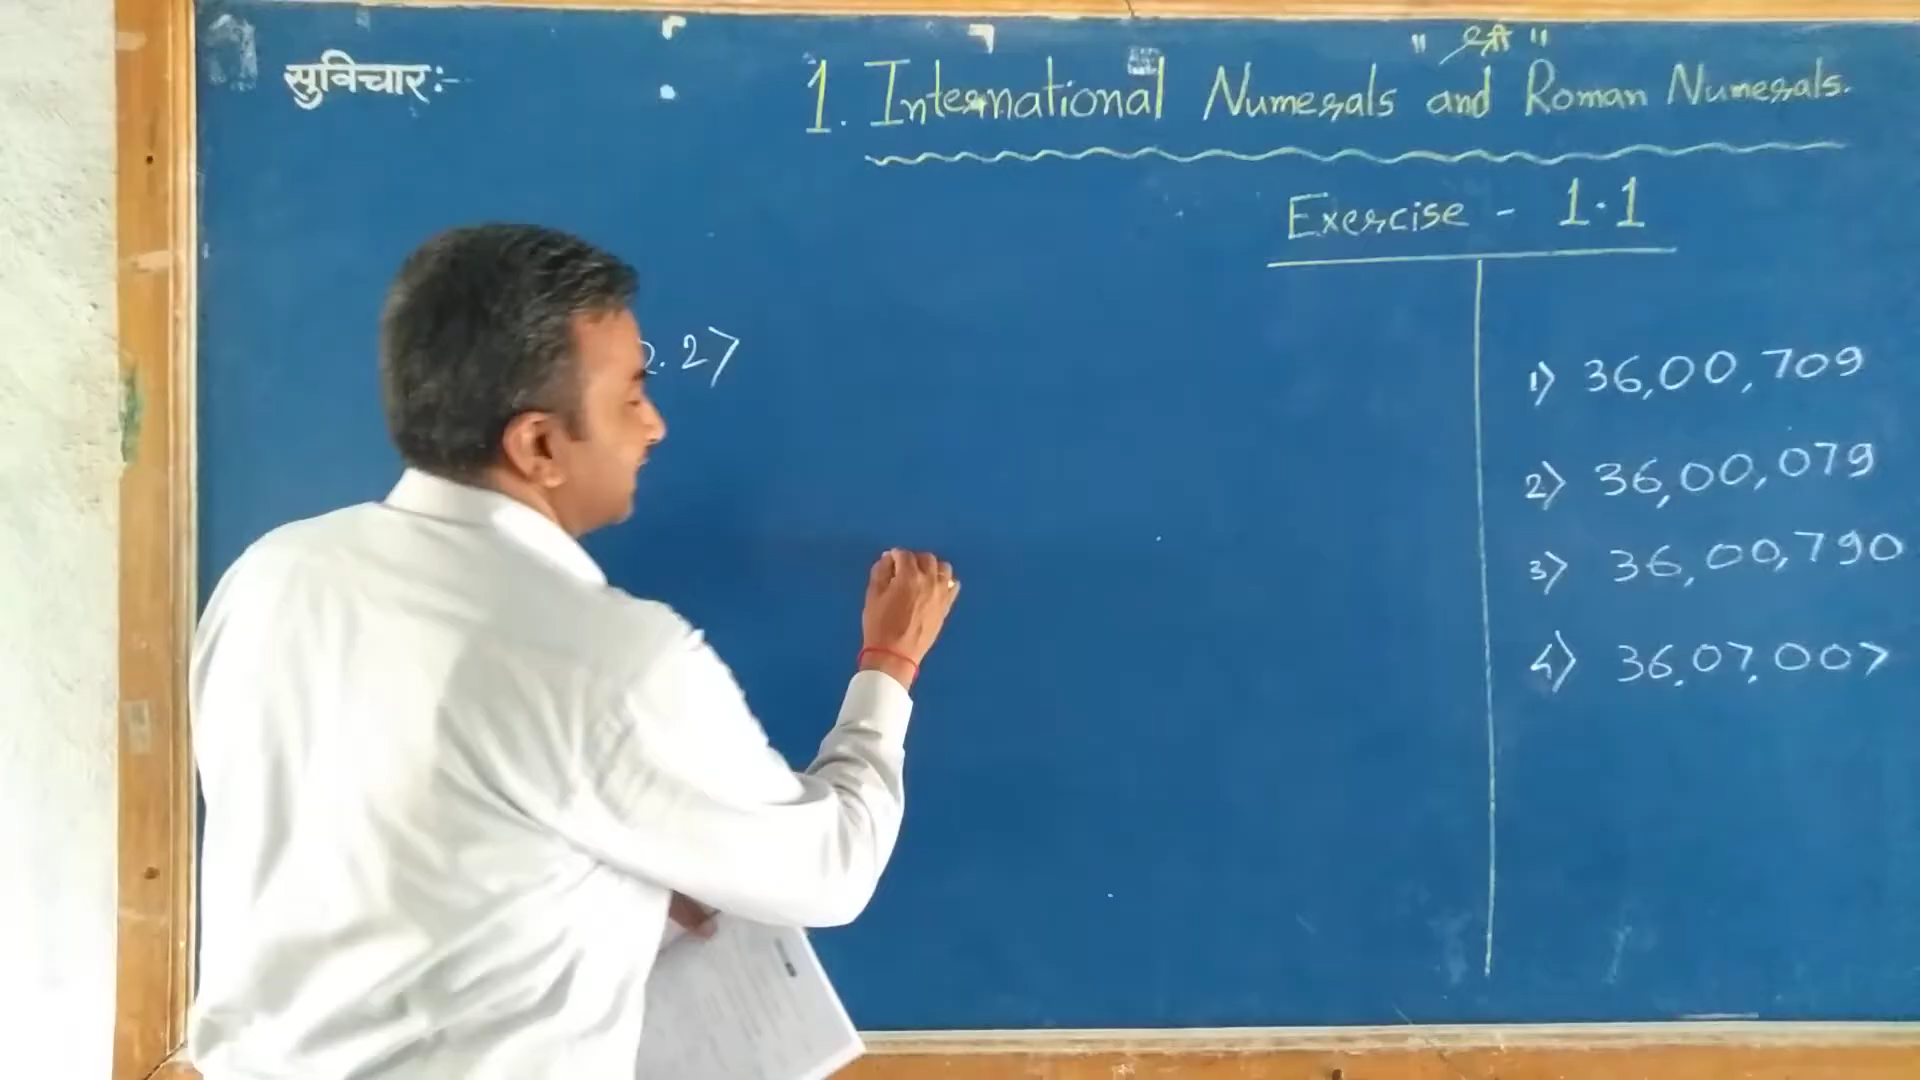 " श्री "
सुविचार:-
1. International Numerals and Roman Numerals.
Exercise - 1.1
Q.2)
1) 36,00,709
2) 36,00,079
3) 36,00,790
4) 36,07,007